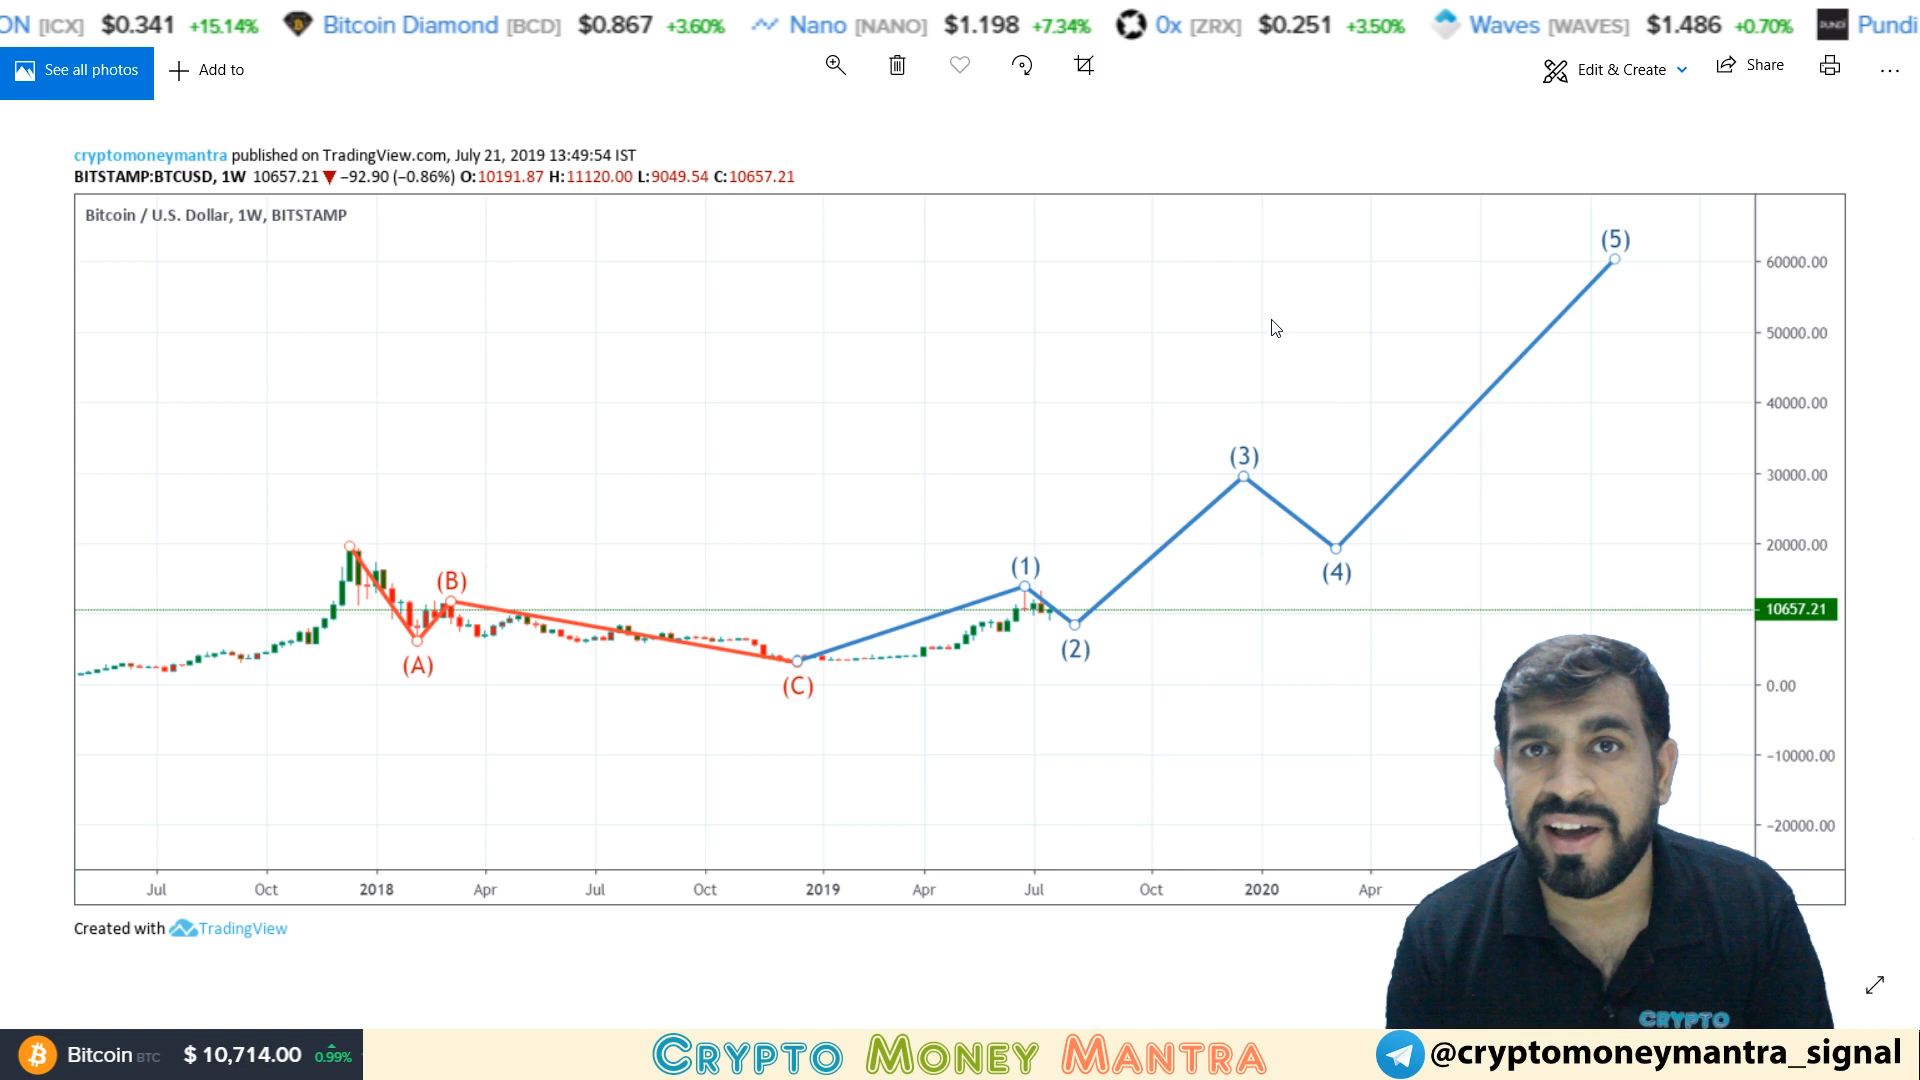 ON [ICX] $0.341 +15.14% Bitcoin Diamond [BCD] $0.867 +3.60% Nano [NANO] $1.198 +7.34% 0x [ZRX] $0.251 +3.50% Waves [WAVES] $1.486 +0.70% PUNDI Pundi
See all photos Add to Edit & Create Share
cryptomoneymantra published on TradingView.com, July 21, 2019 13:49:54 IST
BITSTAMP:BTCUSD, 1W 10657.21 ▼ −92.90 (−0.86%) O:10191.87 H:11120.00 L:9049.54 C:10657.21
Bitcoin / U.S. Dollar, 1W, BITSTAMP
(5)
60000.00
50000.00
40000.00
(3)
30000.00
20000.00
(1)
(4)
(B)
10657.21
(2)
(A)
(C)
0.00
−10000.00
−20000.00
Jul Oct 2018 Apr Jul Oct 2019 Apr Jul Oct 2020 Apr
Created with TradingView
CRYPTO
Bitcoin BTC $ 10,714.00 0.99%
CRYPTO MONEY MANTRA
@cryptomoneymantra_signal